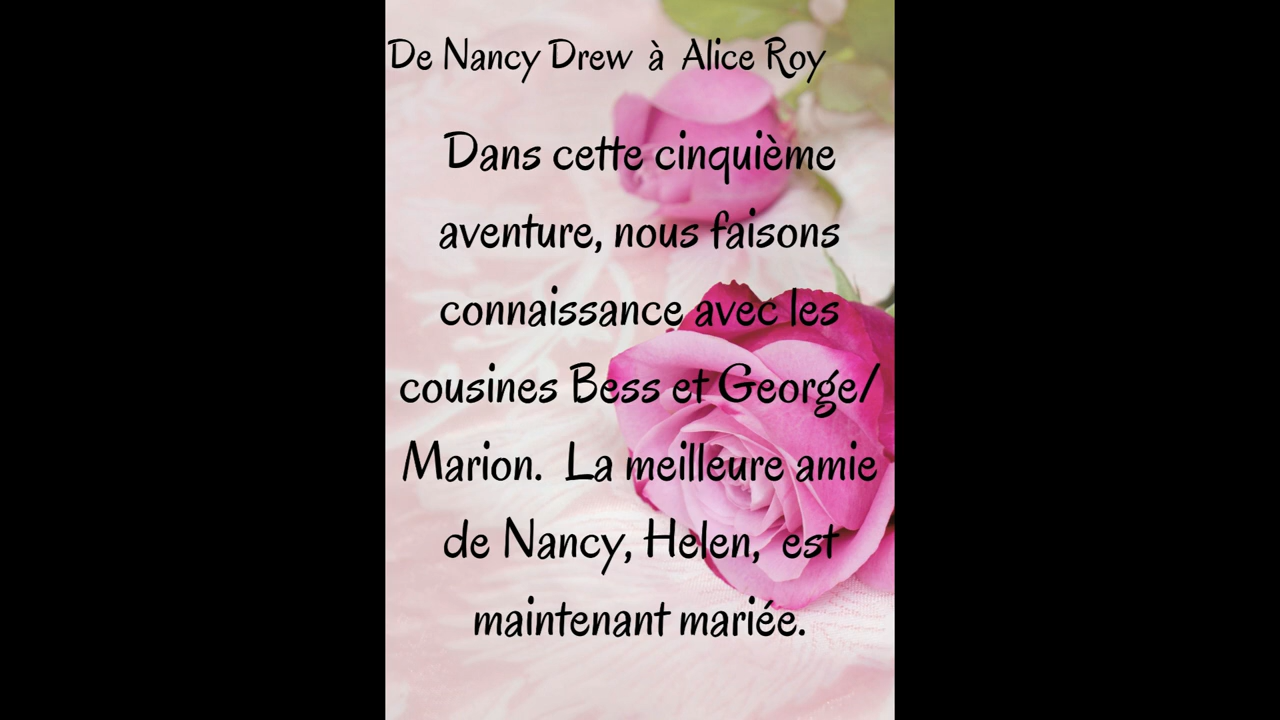 De Nancy Drew à Alice Roy
Dans cette cinquième
aventure, nous faisons
connaissance avec les
cousines Bess et George/
Marion. La meilleure amie
de Nancy, Helen, est
maintenant mariée.